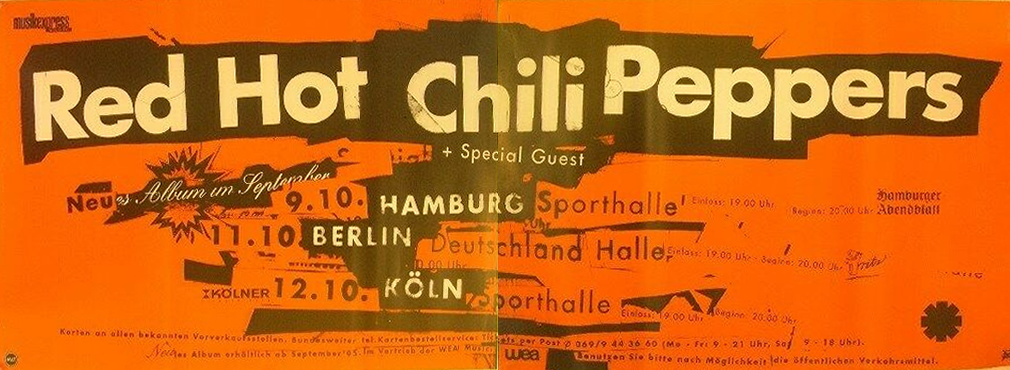 musikexpress
Red Hot Chili Peppers
+ Special Guest
Neues Album im September
9.10. HAMBURG Sporthalle Einlass: 19.00 Uhr Beginn: 20.00 Uhr
Hamburger Abendblatt
11.10. BERLIN Deutschland Halle Einlass: 19.00 Uhr - Beginn: 20.00 Uhr
KÖLNER 12.10. KÖLN Sporthalle Einlass: 19.00 Uhr Beginn: 20.00 Uhr
Karten an allen bekannten Vorverkaufsstellen. Bundesweiter tel. Kartenbestellservice: Tickets per Post ✆ 069/9 44 36 60 (Mo - Fr 9 - 21 Uhr, Sa 9 - 18 Uhr).
Neues Album erhältlich ab September '95. Im Vertrieb der WEA! Music
wea Benutzen Sie bitte nach Möglichkeit die öffentlichen Verkehrsmittel.